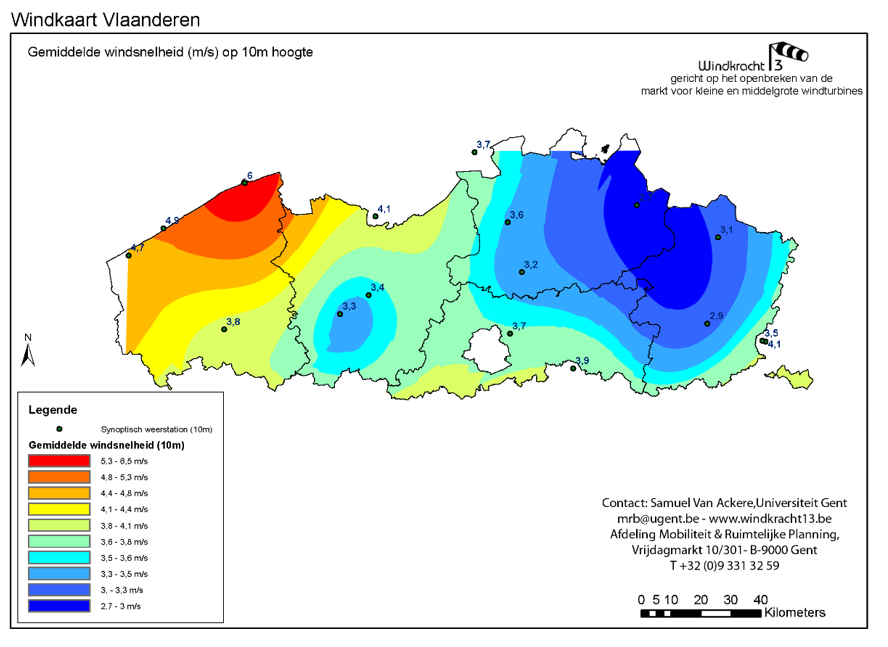 Windkaart Vlaanderen
Gemiddelde windsnelheid (m/s) op 10m hoogte
Windkracht 13
gericht op het openbreken van de
markt voor kleine en middelgrote windturbines
3,7
6
4,1
4,9
3,6
3,1
4,7
3,2
3,4
3,3
3,8
2,9
3,7
3,5
4,1
3,9
N
Legende
Synoptisch weerstation (10m)
Gemiddelde windsnelheid (10m)
5,3 - 6,5 m/s
4,8 - 5,3 m/s
4,4 - 4,8 m/s
4,1 - 4,4 m/s
3,8 - 4,1 m/s
3,6 - 3,8 m/s
3,5 - 3,6 m/s
3,3 - 3,5 m/s
3, - 3,3 m/s
2,7 - 3 m/s
Contact: Samuel Van Ackere,Universiteit Gent
mrb@ugent.be - www.windkracht13.be
Afdeling Mobiliteit & Ruimtelijke Planning,
Vrijdagmarkt 10/301- B-9000 Gent
T +32 (0)9 331 32 59
0 5 10 20 30 40
Kilometers